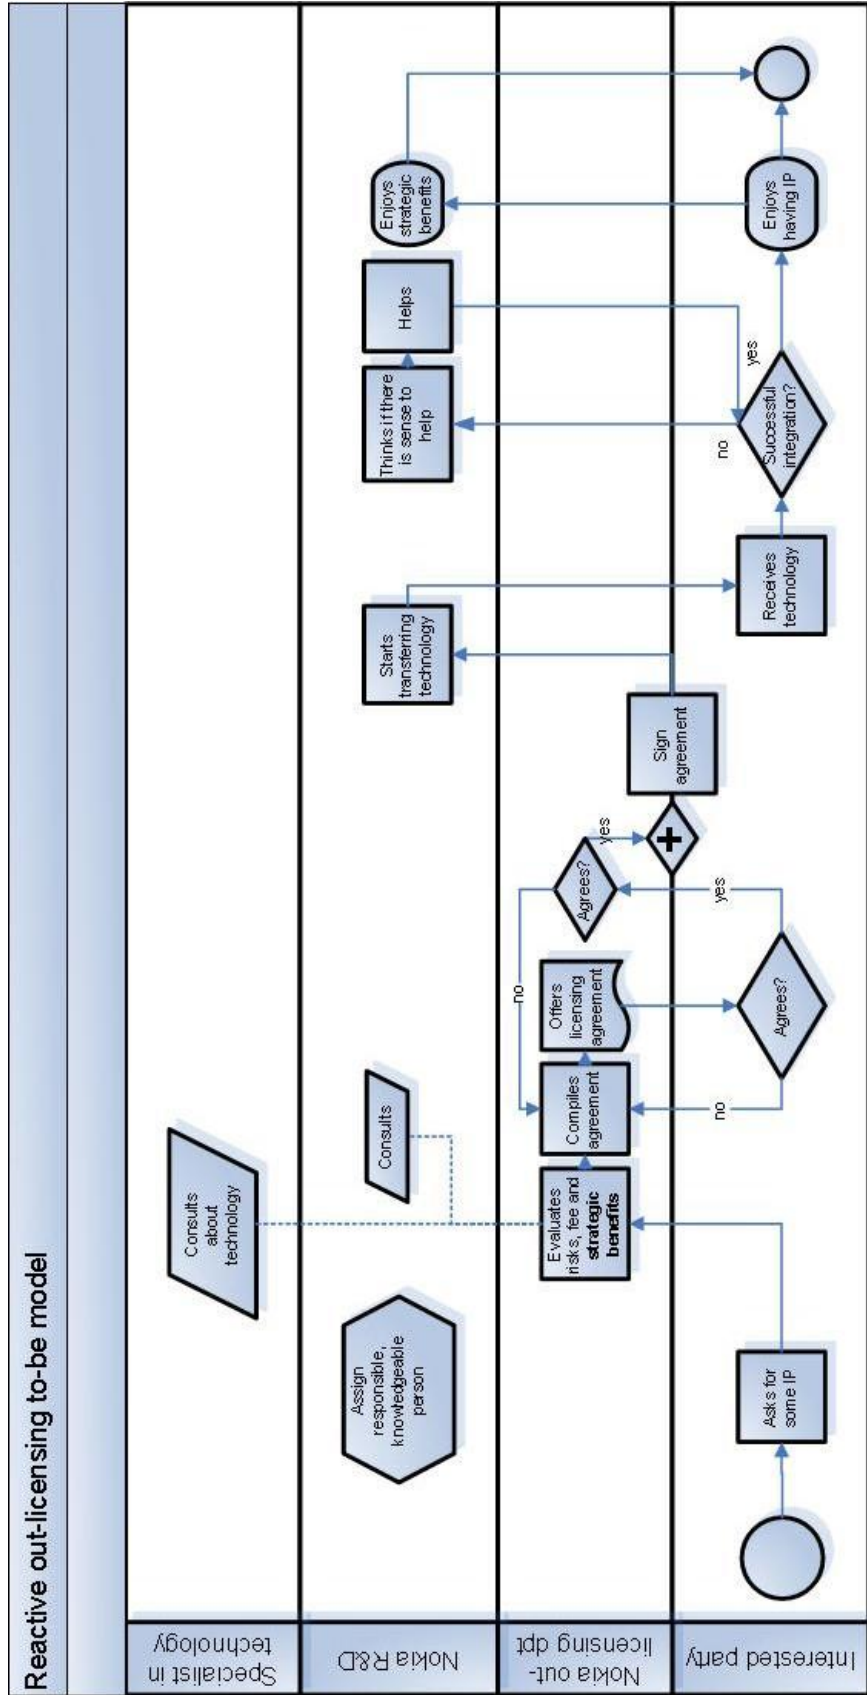 Reactive out-licensing to-be model
Specialist in
technology
Consults
about
technology
Nokia R&D
Assign
responsible,
knowledgeable
person
Consults
Starts
transferring
technology
Thinks if there
is sense to
help
Helps
Enjoys
strategic
benefits
Nokia out-
licensing dpt
Evaluates
risks, fee and
strategic
benefits
Compiles
agreement
Offers
licensing
agreement
no
Agrees?
yes
Sign
agreement
Interested party
Asks for
some IP
no
Agrees?
yes
Receives
technology
no
Successful
integration?
yes
Enjoys
having IP